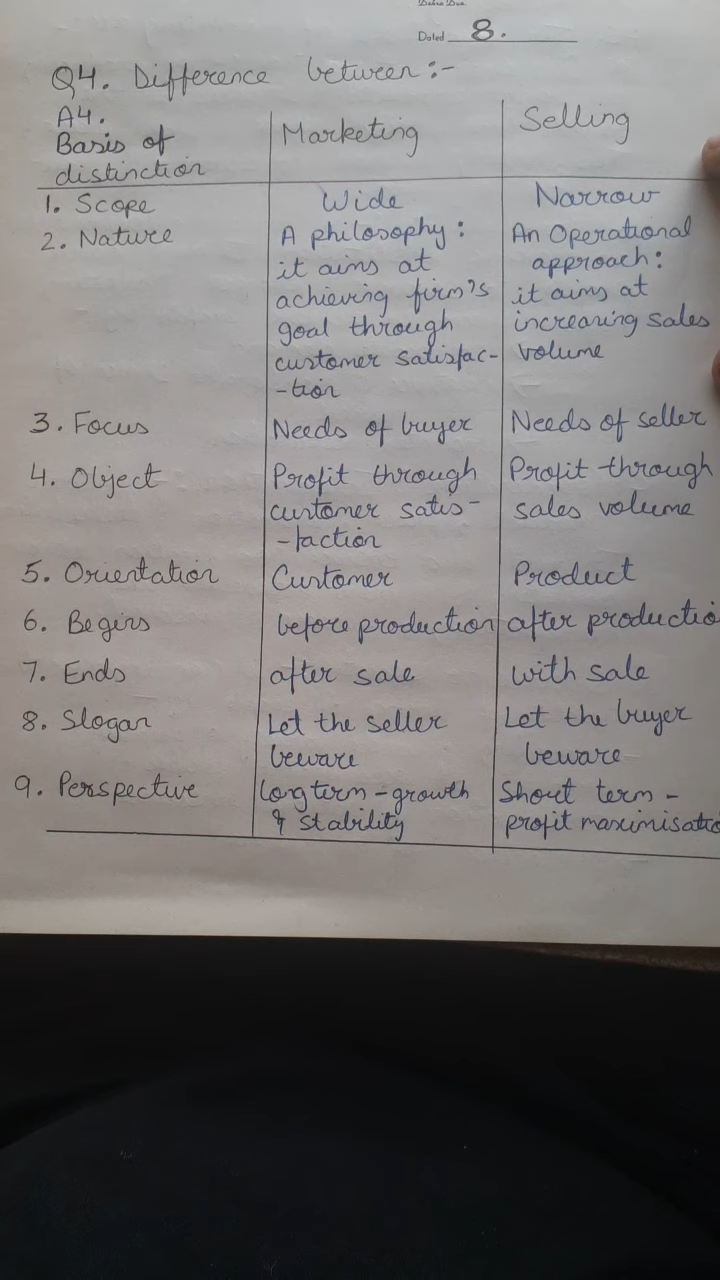 Dated 8.
Q4. Difference between :-
A4.
Basis of distinction | Marketing | Selling
1. Scope | Wide | Narrow
2. Nature | A philosophy : | An Operational
it aims at | approach :
achieving firm's | it aims at
goal through | increasing sales
customer satisfac- | volume
-tion
3. Focus | Needs of buyer | Needs of seller
4. Object | Profit through | Profit through
customer satis- | sales volume
-faction
5. Orientation | Customer | Product
6. Begins | before production | after productio
7. Ends | after sale | with sale
8. Slogan | Let the seller | Let the buyer
beware | beware
9. Perspective | long term - growth | Short term -
& stability | profit maximisatio